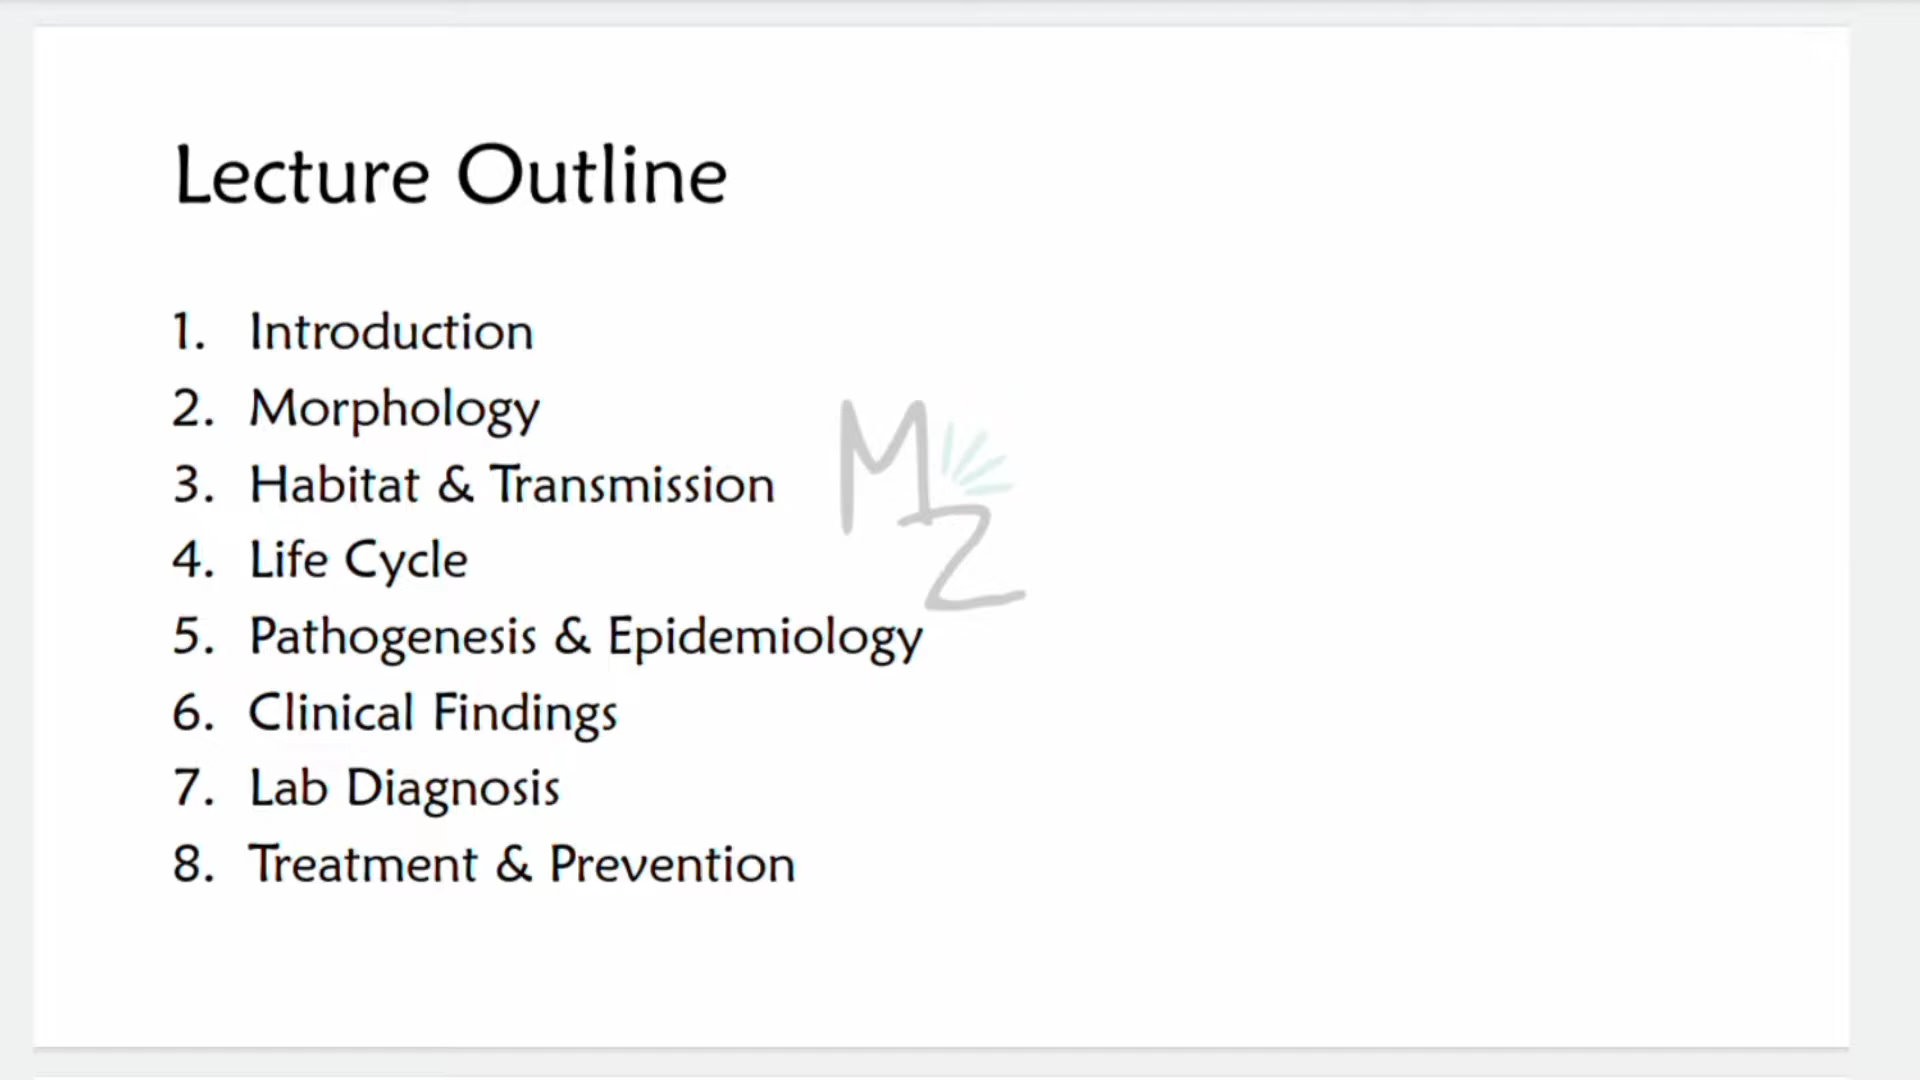 Lecture Outline
1. Introduction
2. Morphology
3. Habitat & Transmission
4. Life Cycle
5. Pathogenesis & Epidemiology
6. Clinical Findings
7. Lab Diagnosis
8. Treatment & Prevention
MZ